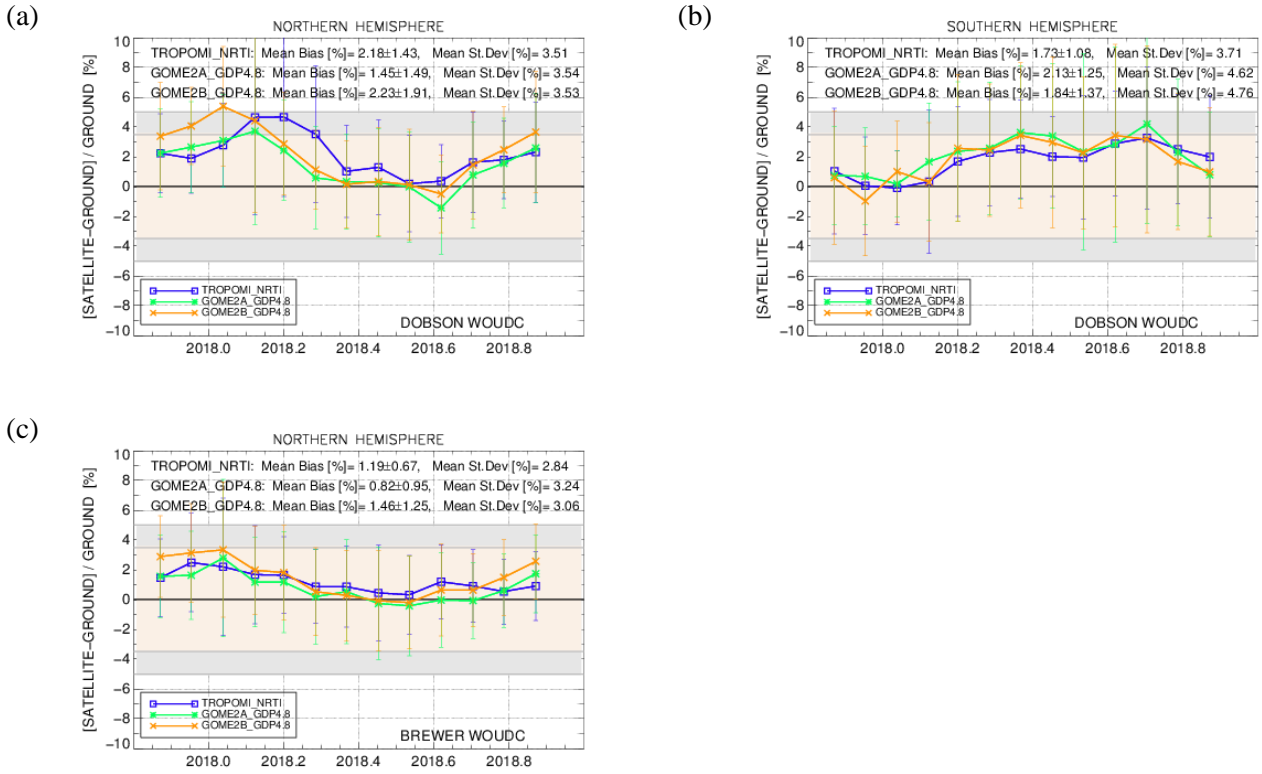 (a)
NORTHERN HEMISPHERE
TROPOMI_NRTI: Mean Bias [%]= 2.18±1.43, Mean St.Dev [%]= 3.51
GOME2A_GDP4.8: Mean Bias [%]= 1.45±1.49, Mean St.Dev [%]= 3.54
GOME2B_GDP4.8: Mean Bias [%]= 2.23±1.91, Mean St.Dev [%]= 3.53
[SATELLITE-GROUND] / GROUND [%]
10
8
6
4
2
0
-2
-4
-6
-8
-10
TROPOMI_NRTI
GOME2A_GDP4.8
GOME2B_GDP4.8
DOBSON WOUDC
2018.0 2018.2 2018.4 2018.6 2018.8
(b)
SOUTHERN HEMISPHERE
TROPOMI_NRTI: Mean Bias [%]= 1.73±1.08, Mean St.Dev [%]= 3.71
GOME2A_GDP4.8: Mean Bias [%]= 2.13±1.25, Mean St.Dev [%]= 4.62
GOME2B_GDP4.8: Mean Bias [%]= 1.84±1.37, Mean St.Dev [%]= 4.76
[SATELLITE-GROUND] / GROUND [%]
10
8
6
4
2
0
-2
-4
-6
-8
-10
TROPOMI_NRTI
GOME2A_GDP4.8
GOME2B_GDP4.8
DOBSON WOUDC
2018.0 2018.2 2018.4 2018.6 2018.8
(c)
NORTHERN HEMISPHERE
TROPOMI_NRTI: Mean Bias [%]= 1.19±0.67, Mean St.Dev [%]= 2.84
GOME2A_GDP4.8: Mean Bias [%]= 0.82±0.95, Mean St.Dev [%]= 3.24
GOME2B_GDP4.8: Mean Bias [%]= 1.46±1.25, Mean St.Dev [%]= 3.06
[SATELLITE-GROUND] / GROUND [%]
10
8
6
4
2
0
-2
-4
-6
-8
-10
TROPOMI_NRTI
GOME2A_GDP4.8
GOME2B_GDP4.8
BREWER WOUDC
2018.0 2018.2 2018.4 2018.6 2018.8